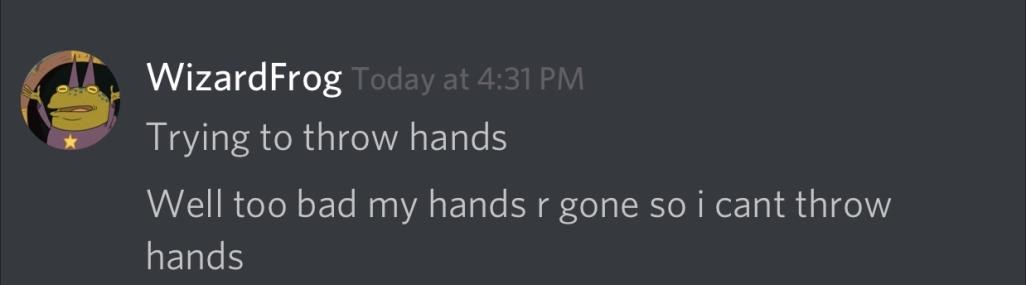 WizardFrog Today at 4:31 PM
Trying to throw hands
Well too bad my hands r gone so i cant throw
hands